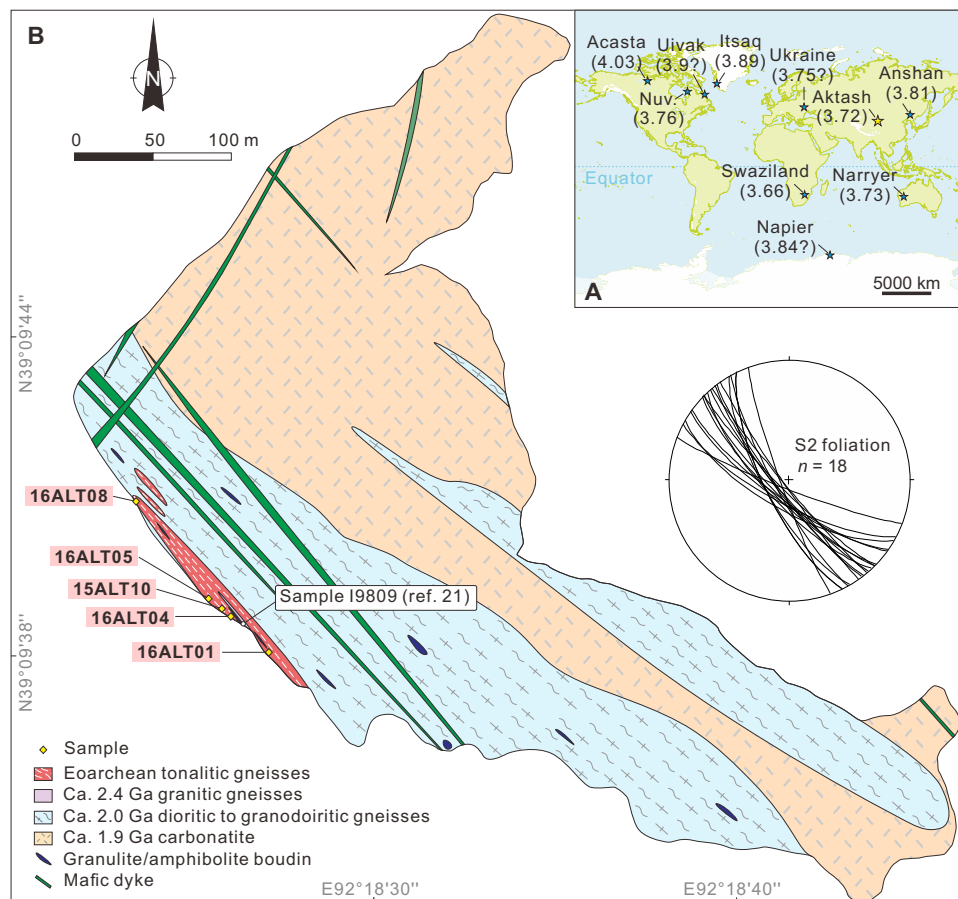 B
N
0 50 100 m
A
Acasta
(4.03)
Uivak
(3.9?)
Itsaq
(3.89)
Ukraine
(3.75?)
Anshan
(3.81)
Nuv.
(3.76)
Aktash
(3.72)
Equator
Swaziland
(3.66)
Narryer
(3.73)
Napier
(3.84?)
5000 km
N39°09'44''
N39°09'38''
S2 foliation
n = 18
16ALT08
16ALT05
15ALT10
16ALT04
16ALT01
Sample I9809 (ref. 21)
Sample
Eoarchean tonalitic gneisses
Ca. 2.4 Ga granitic gneisses
Ca. 2.0 Ga dioritic to granodoiritic gneisses
Ca. 1.9 Ga carbonatite
Granulite/amphibolite boudin
Mafic dyke
E92°18'30''
E92°18'40''